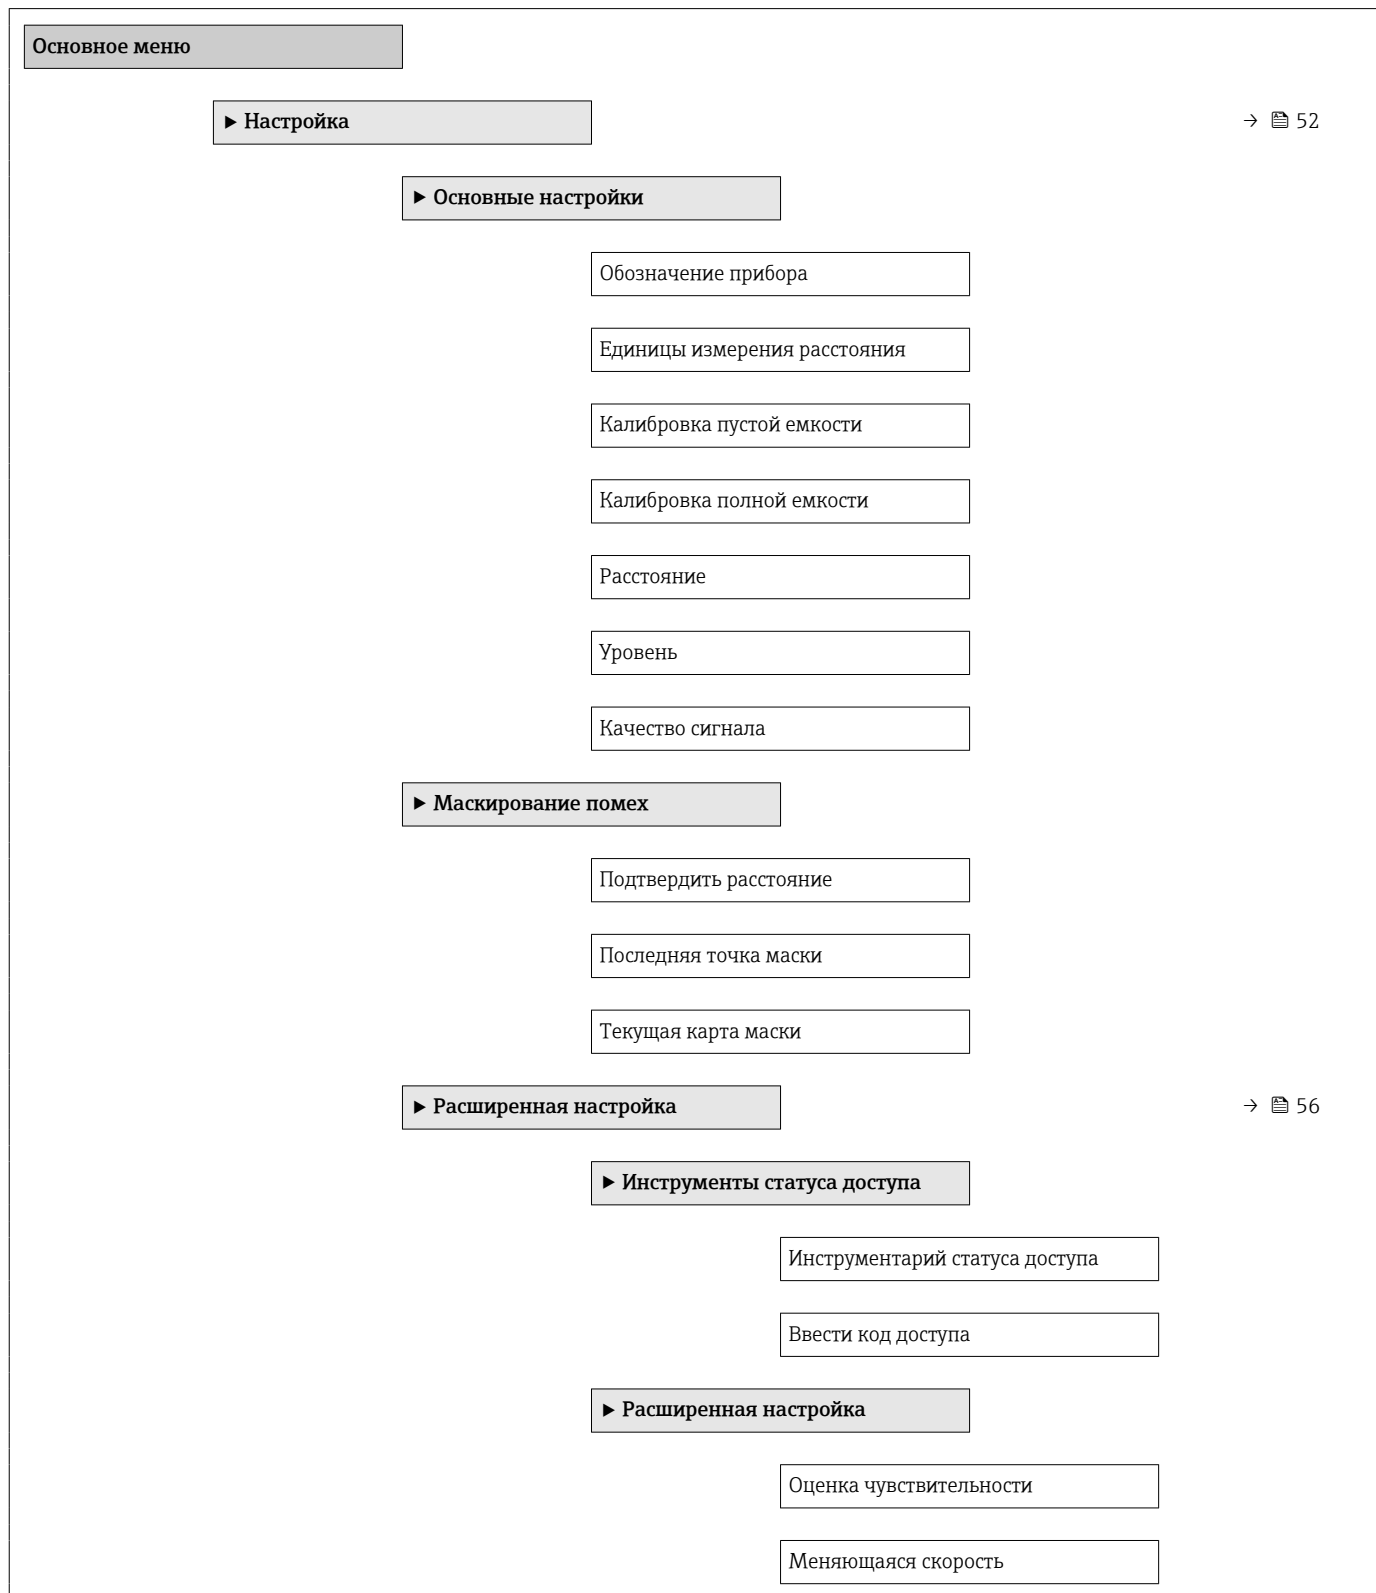 Основное меню
▶ Настройка → 🖹 52
▶ Основные настройки
Обозначение прибора
Единицы измерения расстояния
Калибровка пустой емкости
Калибровка полной емкости
Расстояние
Уровень
Качество сигнала
▶ Маскирование помех
Подтвердить расстояние
Последняя точка маски
Текущая карта маски
▶ Расширенная настройка → 🖹 56
▶ Инструменты статуса доступа
Инструментарий статуса доступа
Ввести код доступа
▶ Расширенная настройка
Оценка чувствительности
Меняющаяся скорость